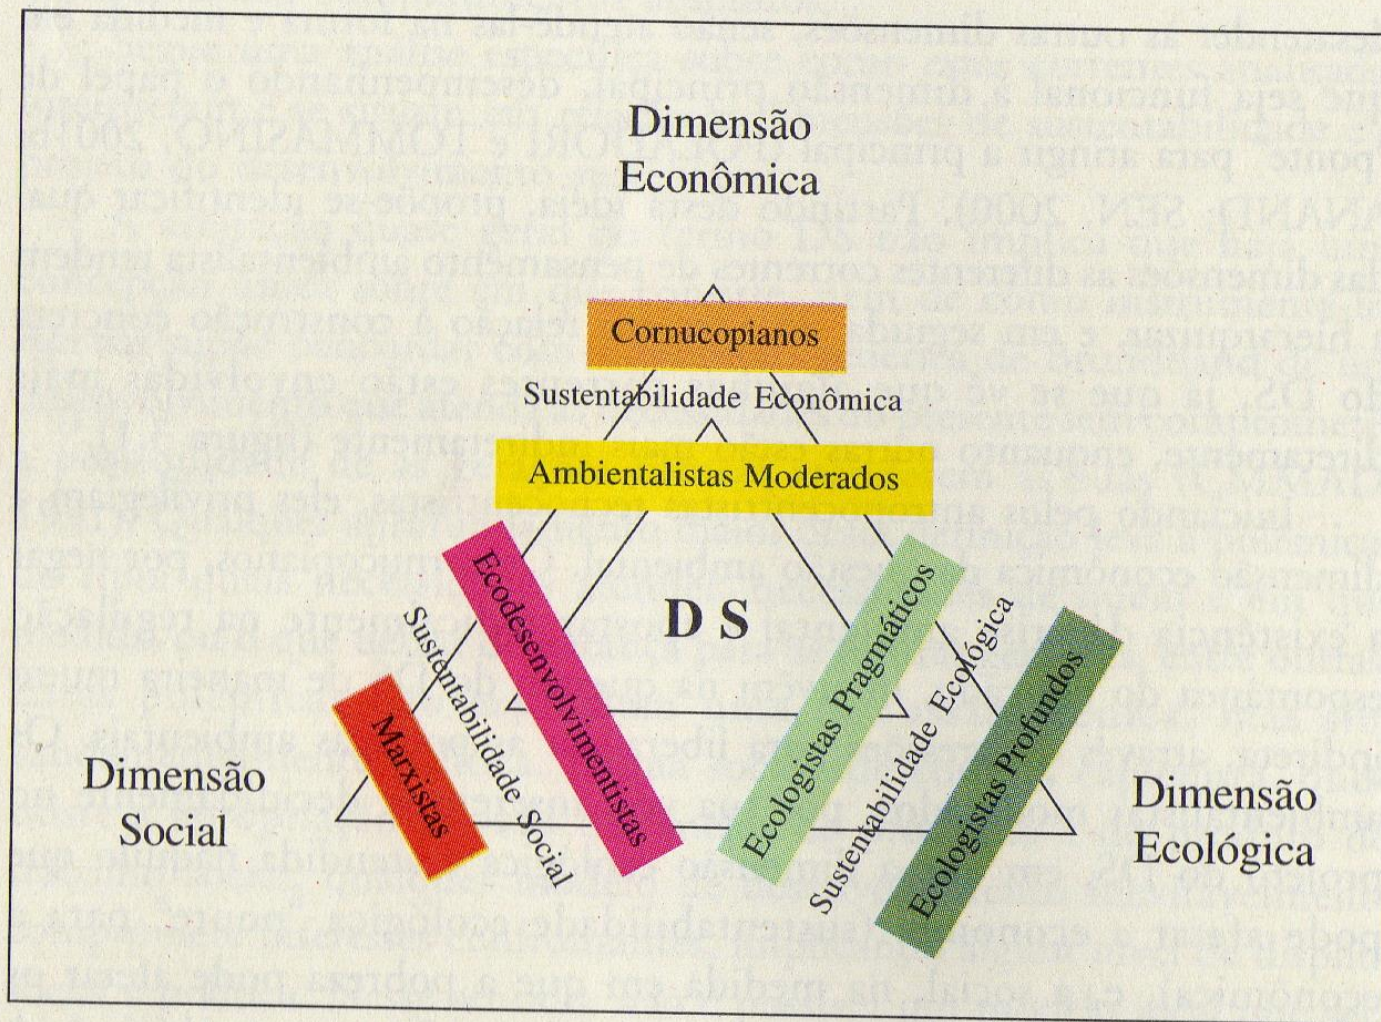 Dimensão
Econômica
Cornucopianos
Sustentabilidade Econômica
Ambientalistas Moderados
Ecodesenvolvimentistas
D S
Ecologistas Pragmáticos
Sustentabilidade Social
Sustentabilidade Ecológica
Marxistas
Ecologistas Profundos
Dimensão
Social
Dimensão
Ecológica